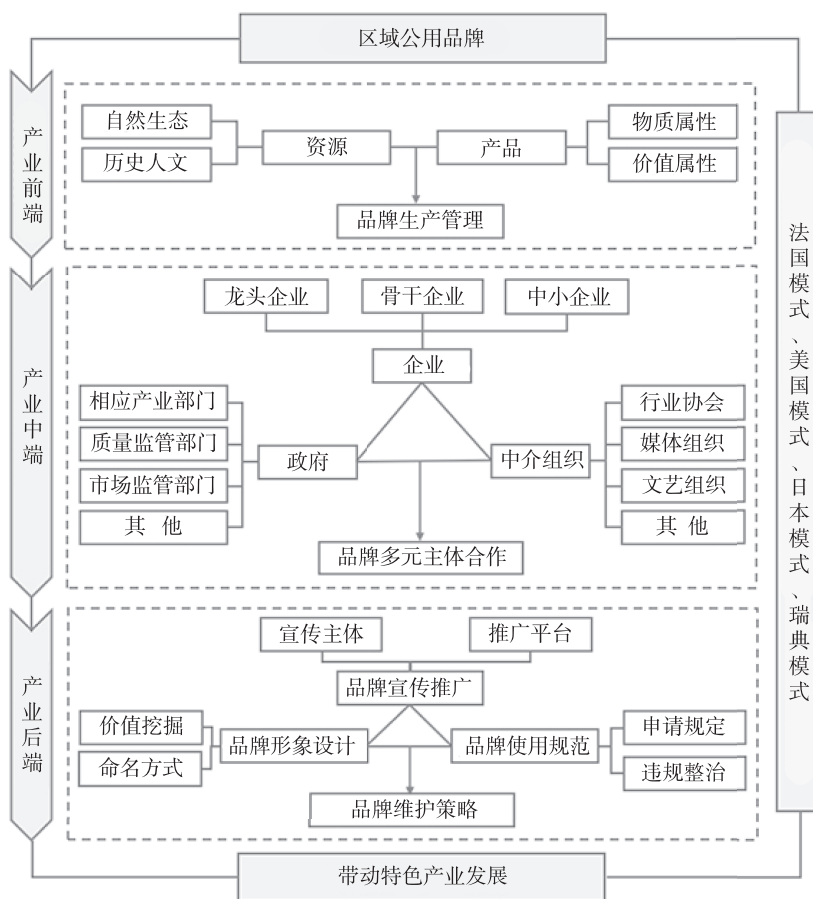 区域公用品牌
产业前端
自然生态
历史人文
资源
产品
物质属性
价值属性
品牌生产管理
产业中端
龙头企业
骨干企业
中小企业
企业
相应产业部门
质量监管部门
市场监管部门
其 他
政府
中介组织
行业协会
媒体组织
文艺组织
其 他
品牌多元主体合作
产业后端
宣传主体
推广平台
品牌宣传推广
价值挖掘
命名方式
品牌形象设计
品牌使用规范
申请规定
违规整治
品牌维护策略
法国模式、美国模式、日本模式、瑞典模式
带动特色产业发展